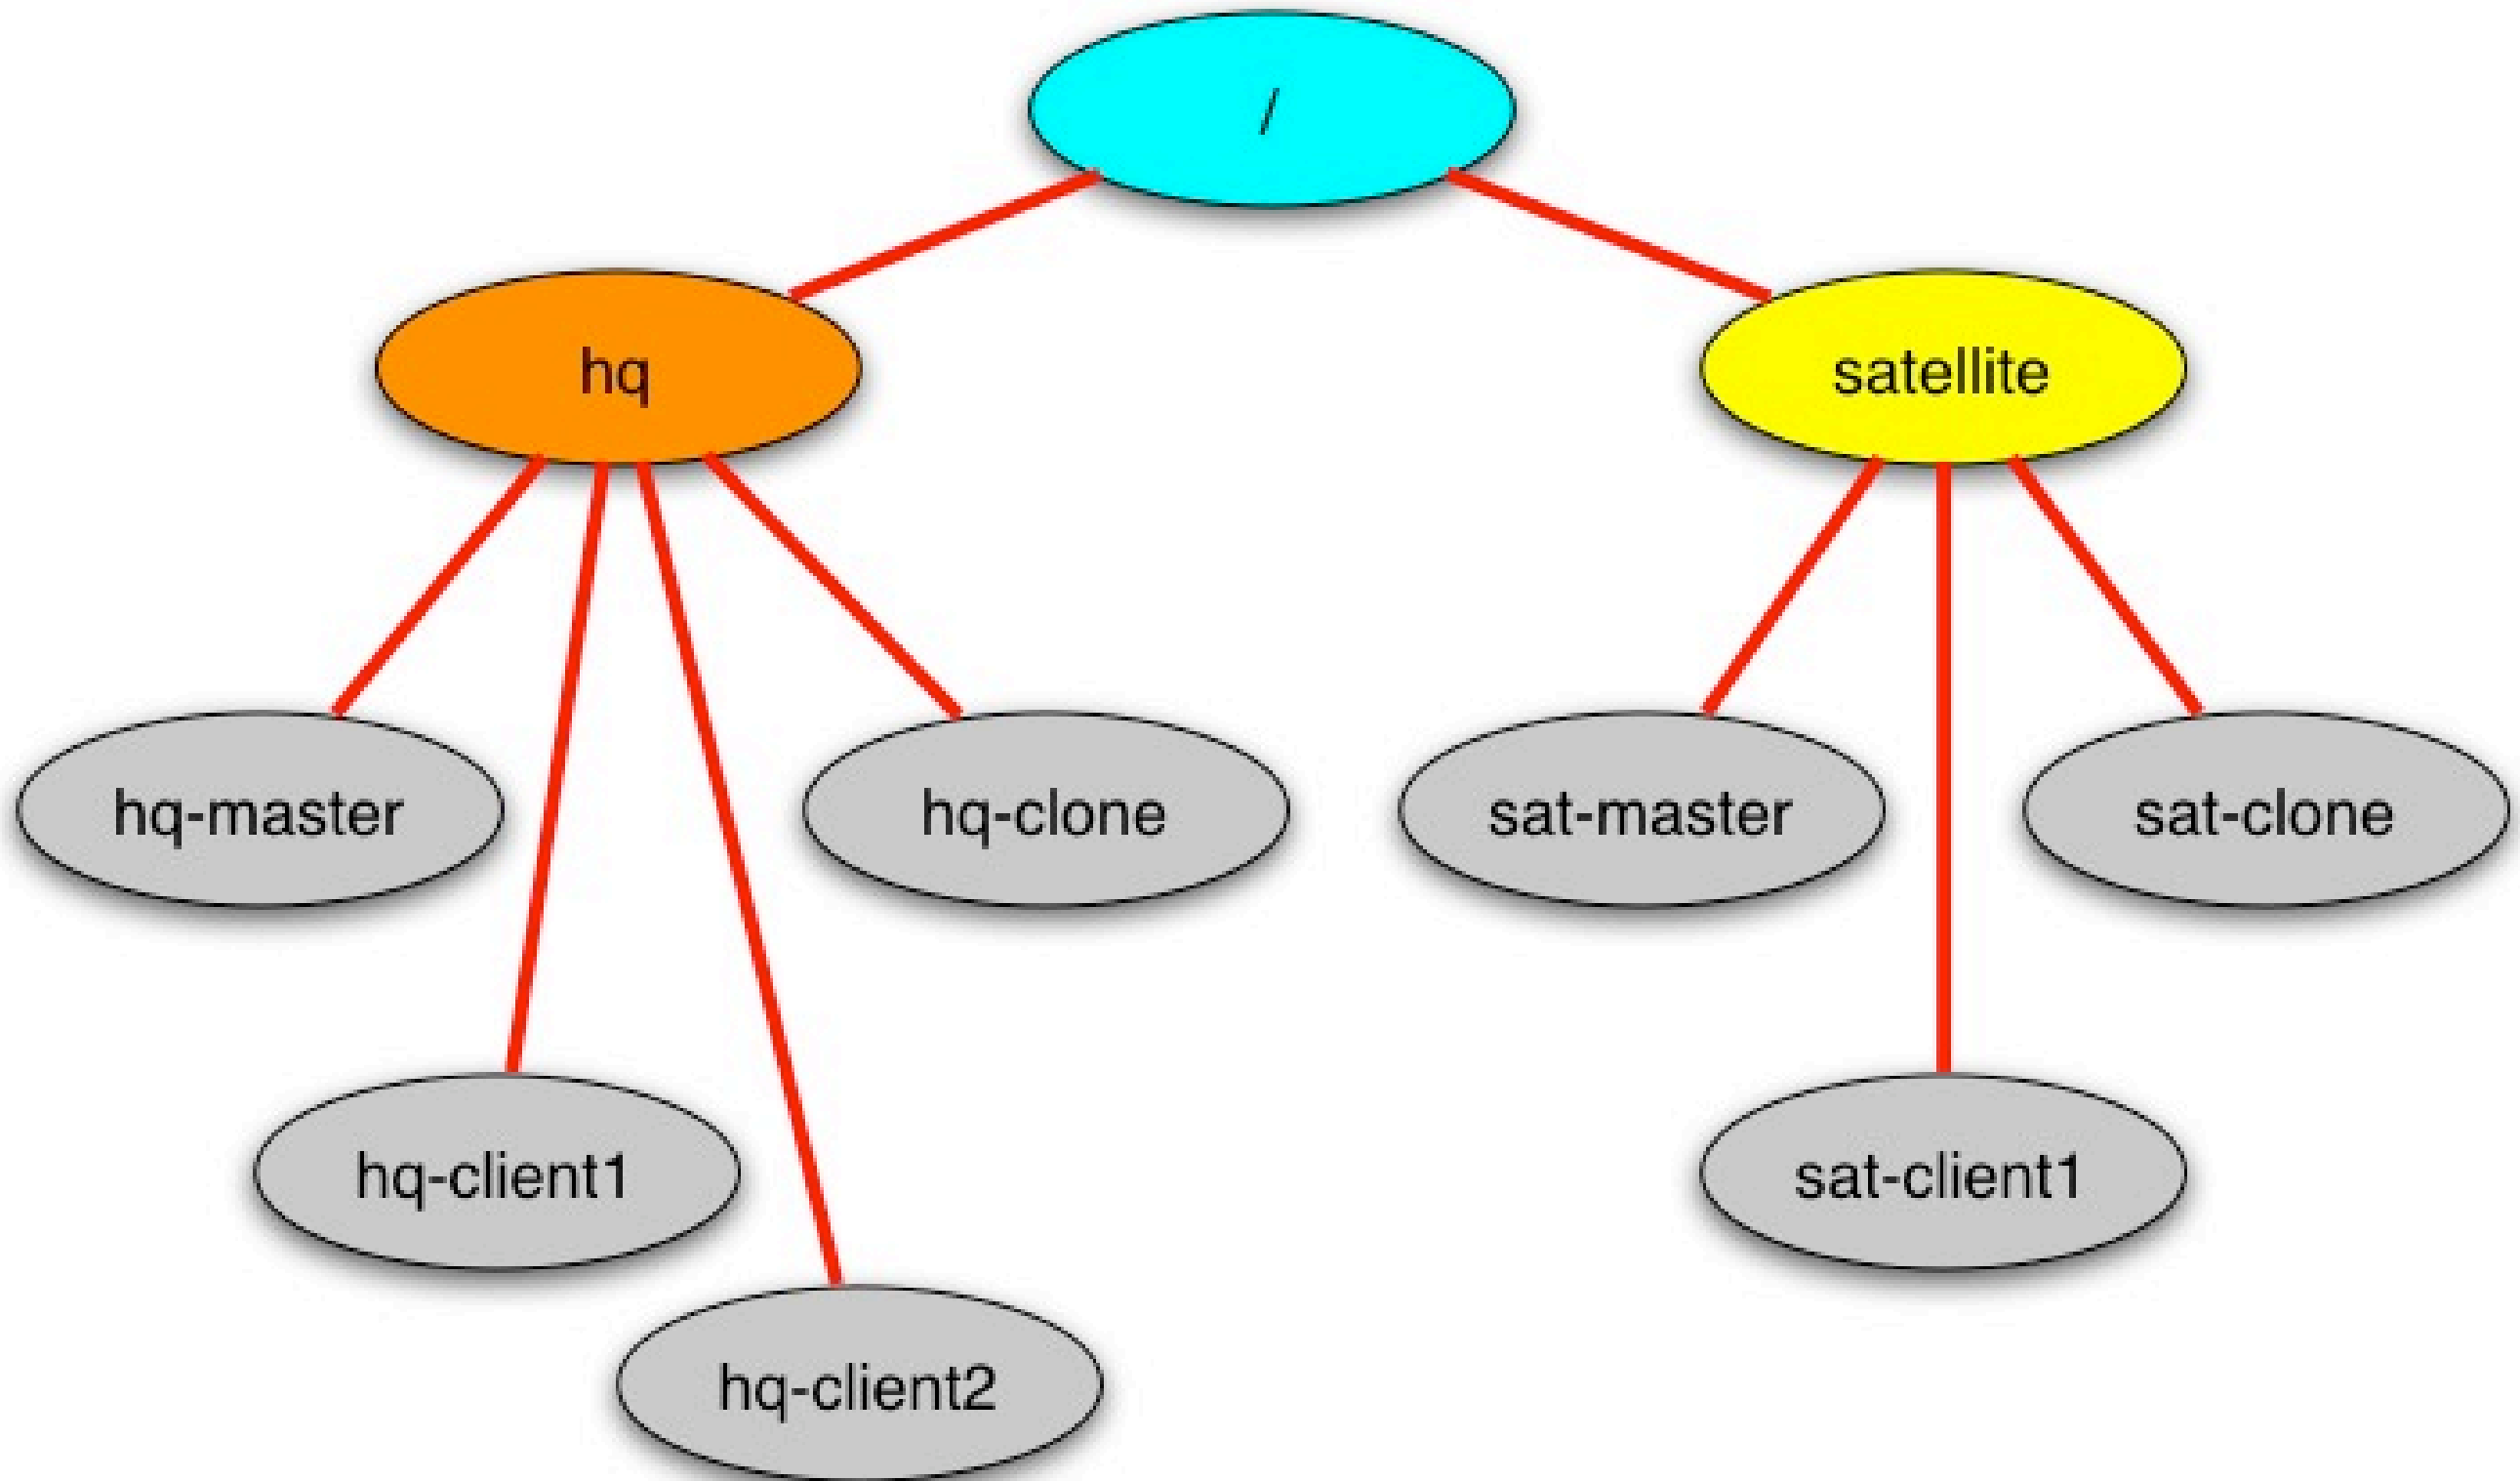 /
hq
satellite
hq-master
hq-clone
sat-master
sat-clone
hq-client1
sat-client1
hq-client2